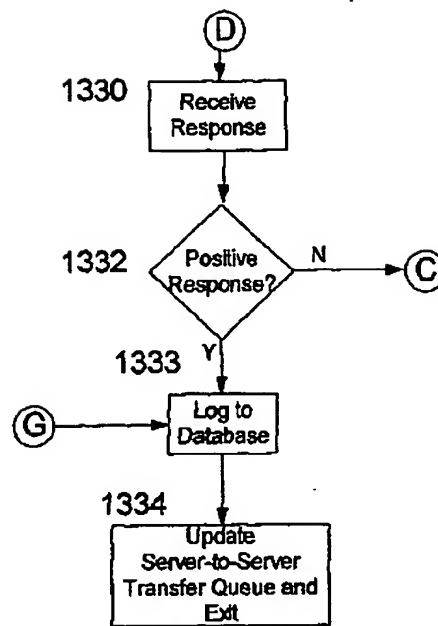 D
1330
Receive
Response
1332
Positive
Response?
N
C
Y
1333
G
Log to
Database
1334
Update
Server-to-Server
Transfer Queue and
Exit